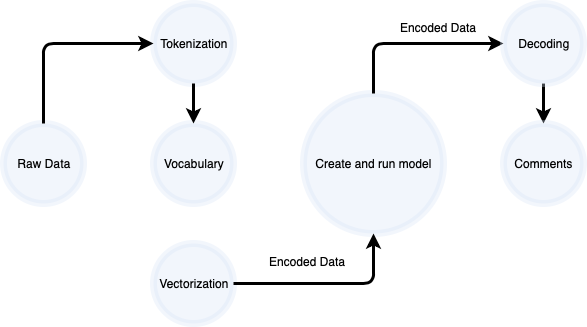 Raw Data
Tokenization
Vocabulary
Vectorization
Encoded Data
Create and run model
Encoded Data
Decoding
Comments